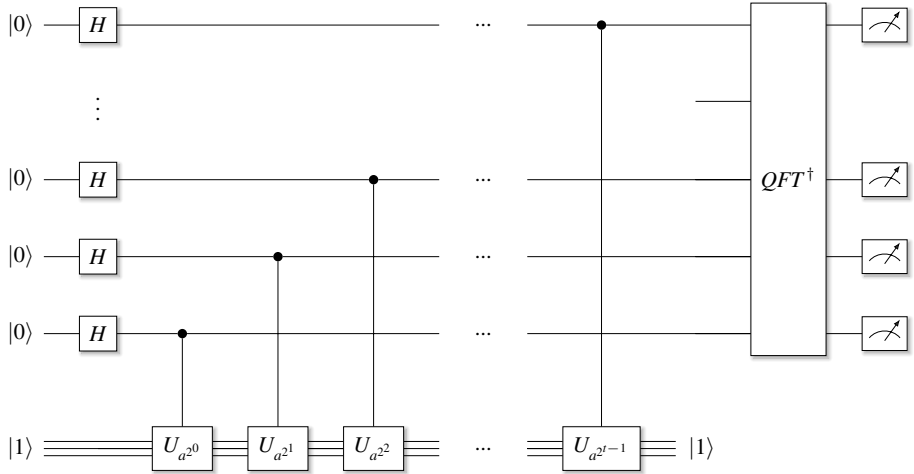 |0⟩ H ...
⋮
|0⟩ H ... QFT†
|0⟩ H ...
|0⟩ H ...
|1⟩ U_{a^{2^0}} U_{a^{2^1}} U_{a^{2^2}} ... U_{a^{2^{t-1}}} |1⟩